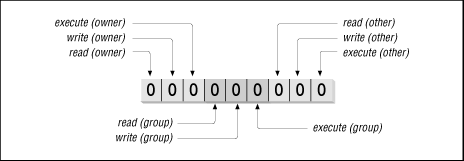 execute (owner)
write (owner)
read (owner)
read (other)
write (other)
execute (other)
0 0 0 0 0 0 0 0 0
read (group)
write (group)
execute (group)